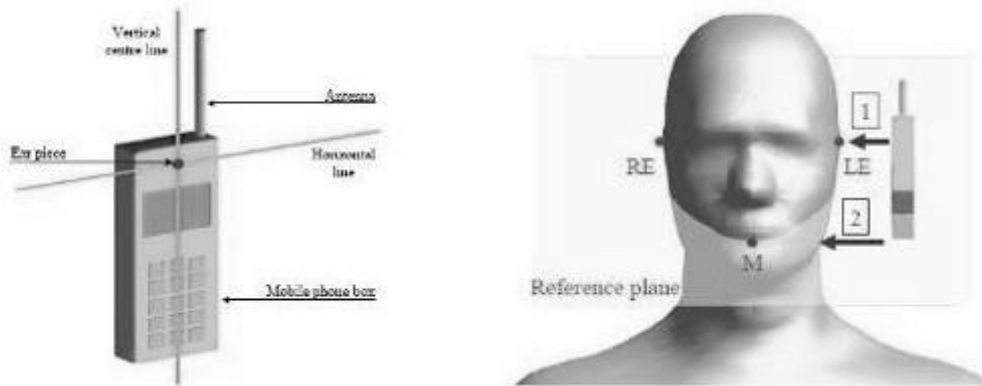 Vertical
centre line
Antenna
Ear piece
Horizontal
line
Mobile phone box
1
RE
LE
2
M
Reference plane